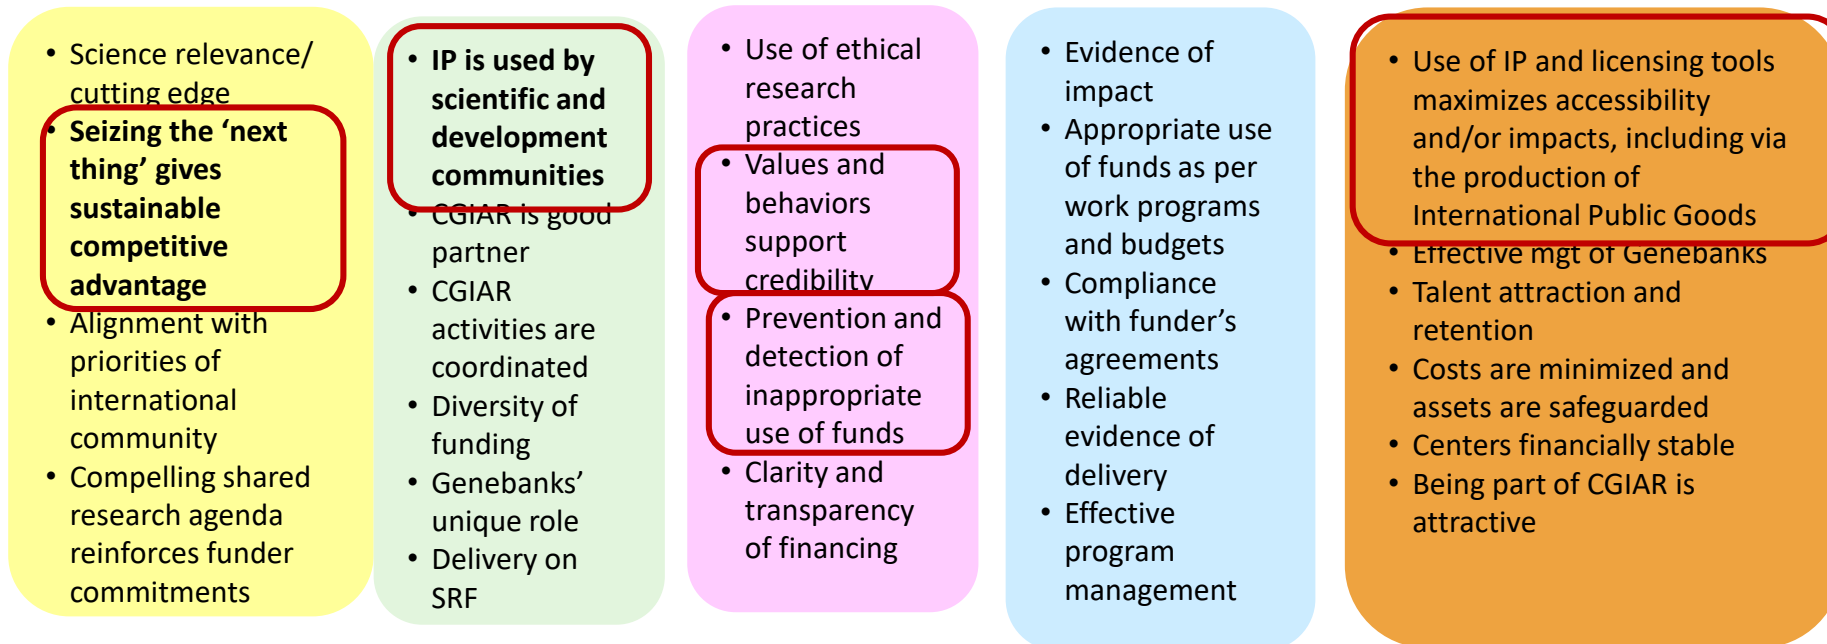 • Science relevance/
cutting edge
• Seizing the ‘next
thing’ gives
sustainable
competitive
advantage
• Alignment with
priorities of
international
community
• Compelling shared
research agenda
reinforces funder
commitments
• IP is used by
scientific and
development
communities
• CGIAR is good
partner
• CGIAR
activities are
coordinated
• Diversity of
funding
• Genebanks’
unique role
• Delivery on
SRF
• Use of ethical
research
practices
• Values and
behaviors
support
credibility
• Prevention and
detection of
inappropriate
use of funds
• Clarity and
transparency
of financing
• Evidence of
impact
• Appropriate use
of funds as per
work programs
and budgets
• Compliance
with funder’s
agreements
• Reliable
evidence of
delivery
• Effective
program
management
• Use of IP and licensing tools
maximizes accessibility
and/or impacts, including via
the production of
International Public Goods
• Effective mgt of Genebanks
• Talent attraction and
retention
• Costs are minimized and
assets are safeguarded
• Centers financially stable
• Being part of CGIAR is
attractive